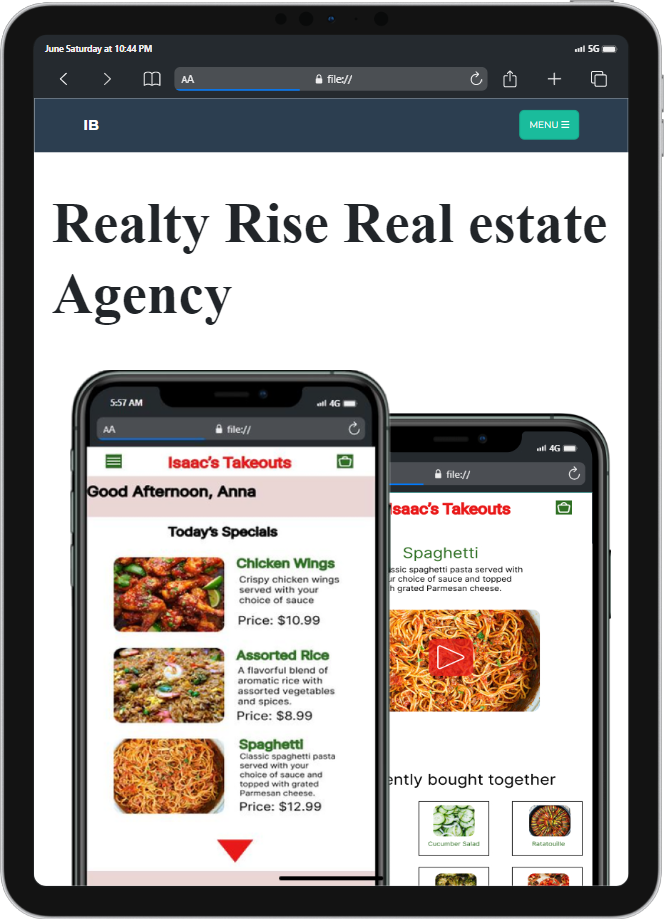 June Saturday at 10:44 PM
5G
AA
file://
IB
MENU
Realty Rise Real estate
Agency
5:57 AM
4G
AA
file://
Isaac's Takeouts
Good Afternoon, Anna
Today's Specials
Chicken Wings
Crispy chicken wings
served with your
choice of sauce
Price: $10.99
Assorted Rice
A flavorful blend of
aromatic rice with
assorted vegetables
and spices.
Price: $8.99
Spaghetti
Classic spaghetti pasta
served with your
choice of sauce and
topped with grated
Parmesan cheese.
Price: $12.99
4G
file://
saac's Takeouts
Spaghetti
ssic spaghetti pasta served with
ur choice of sauce and topped
h grated Parmesan cheese.
ently bought together
Cucumber Salad
Ratatouille